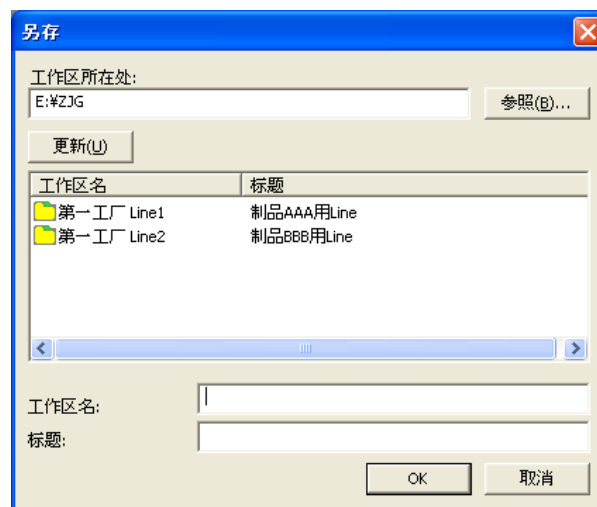 另存
工作区所在处:
E:¥ZJG
参照(B)...
更新(U)
工作区名 标题
第一工厂 Line1 制品AAA用Line
第一工厂 Line2 制品BBB用Line
工作区名:
标题:
OK 取消